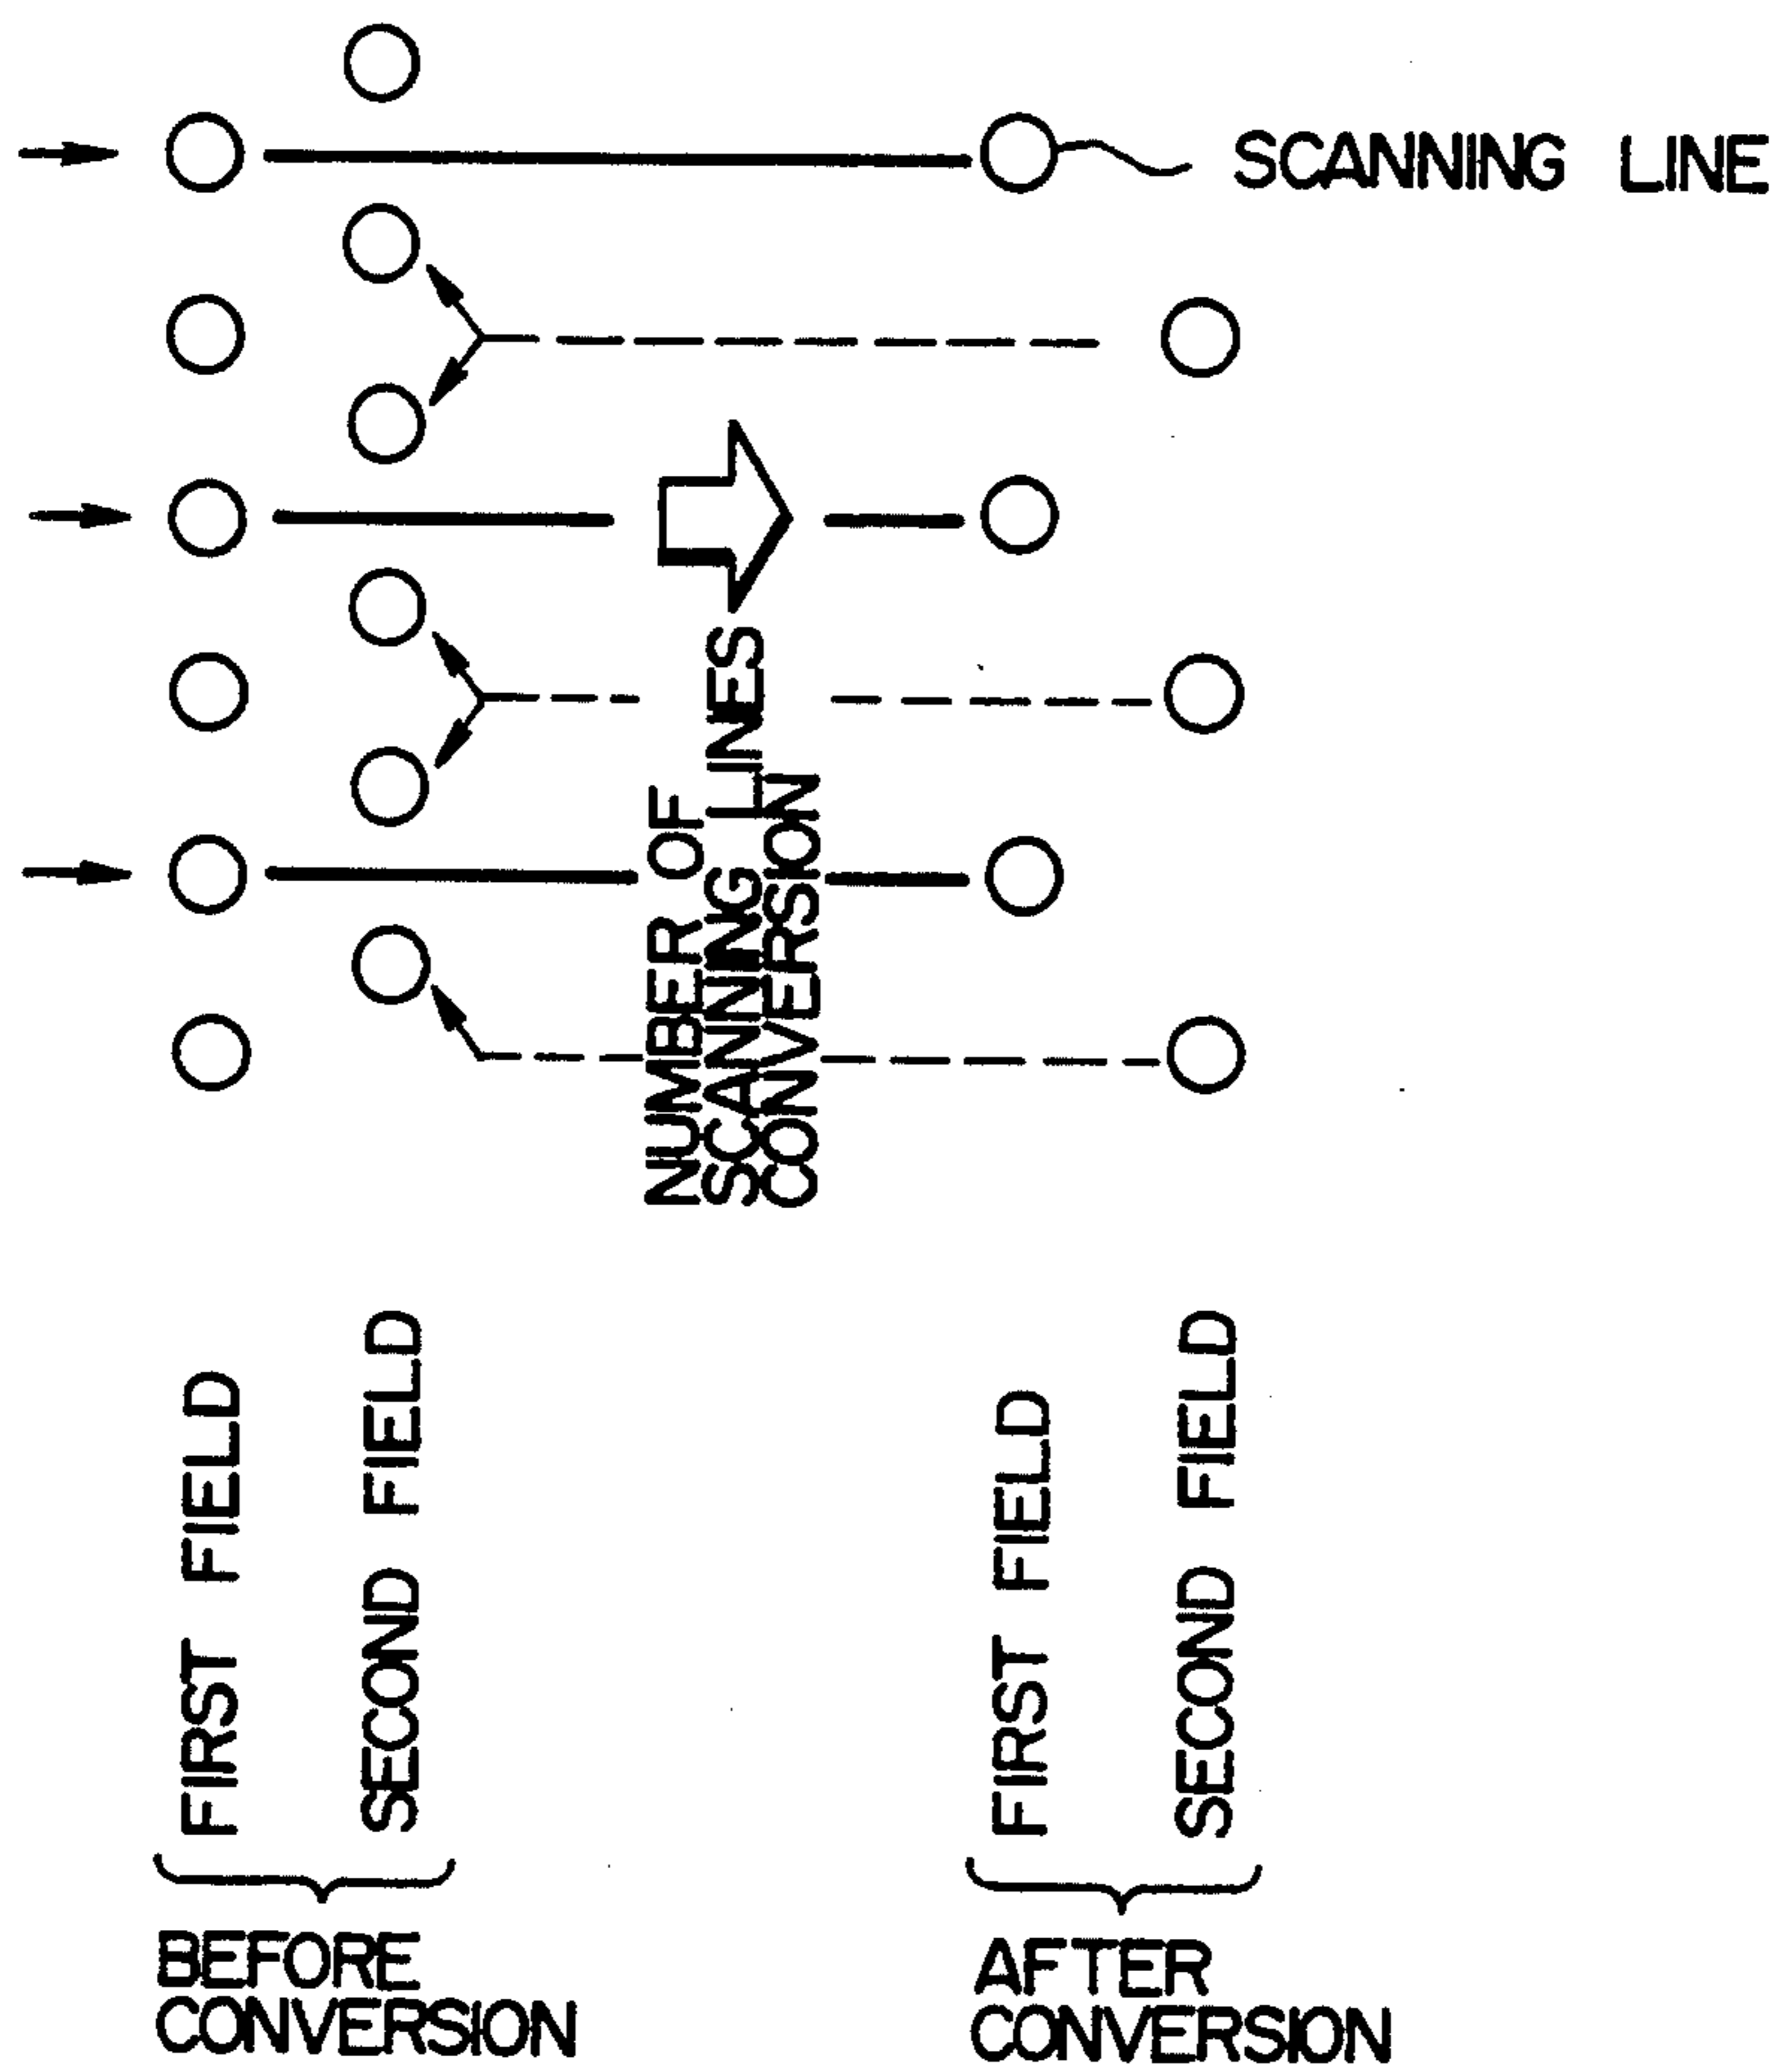 SCANNING LINE
NUMBER OF
SCANNING LINES
CONVERSION
FIRST FIELD
SECOND FIELD
FIRST FIELD
SECOND FIELD
BEFORE
CONVERSION
AFTER
CONVERSION